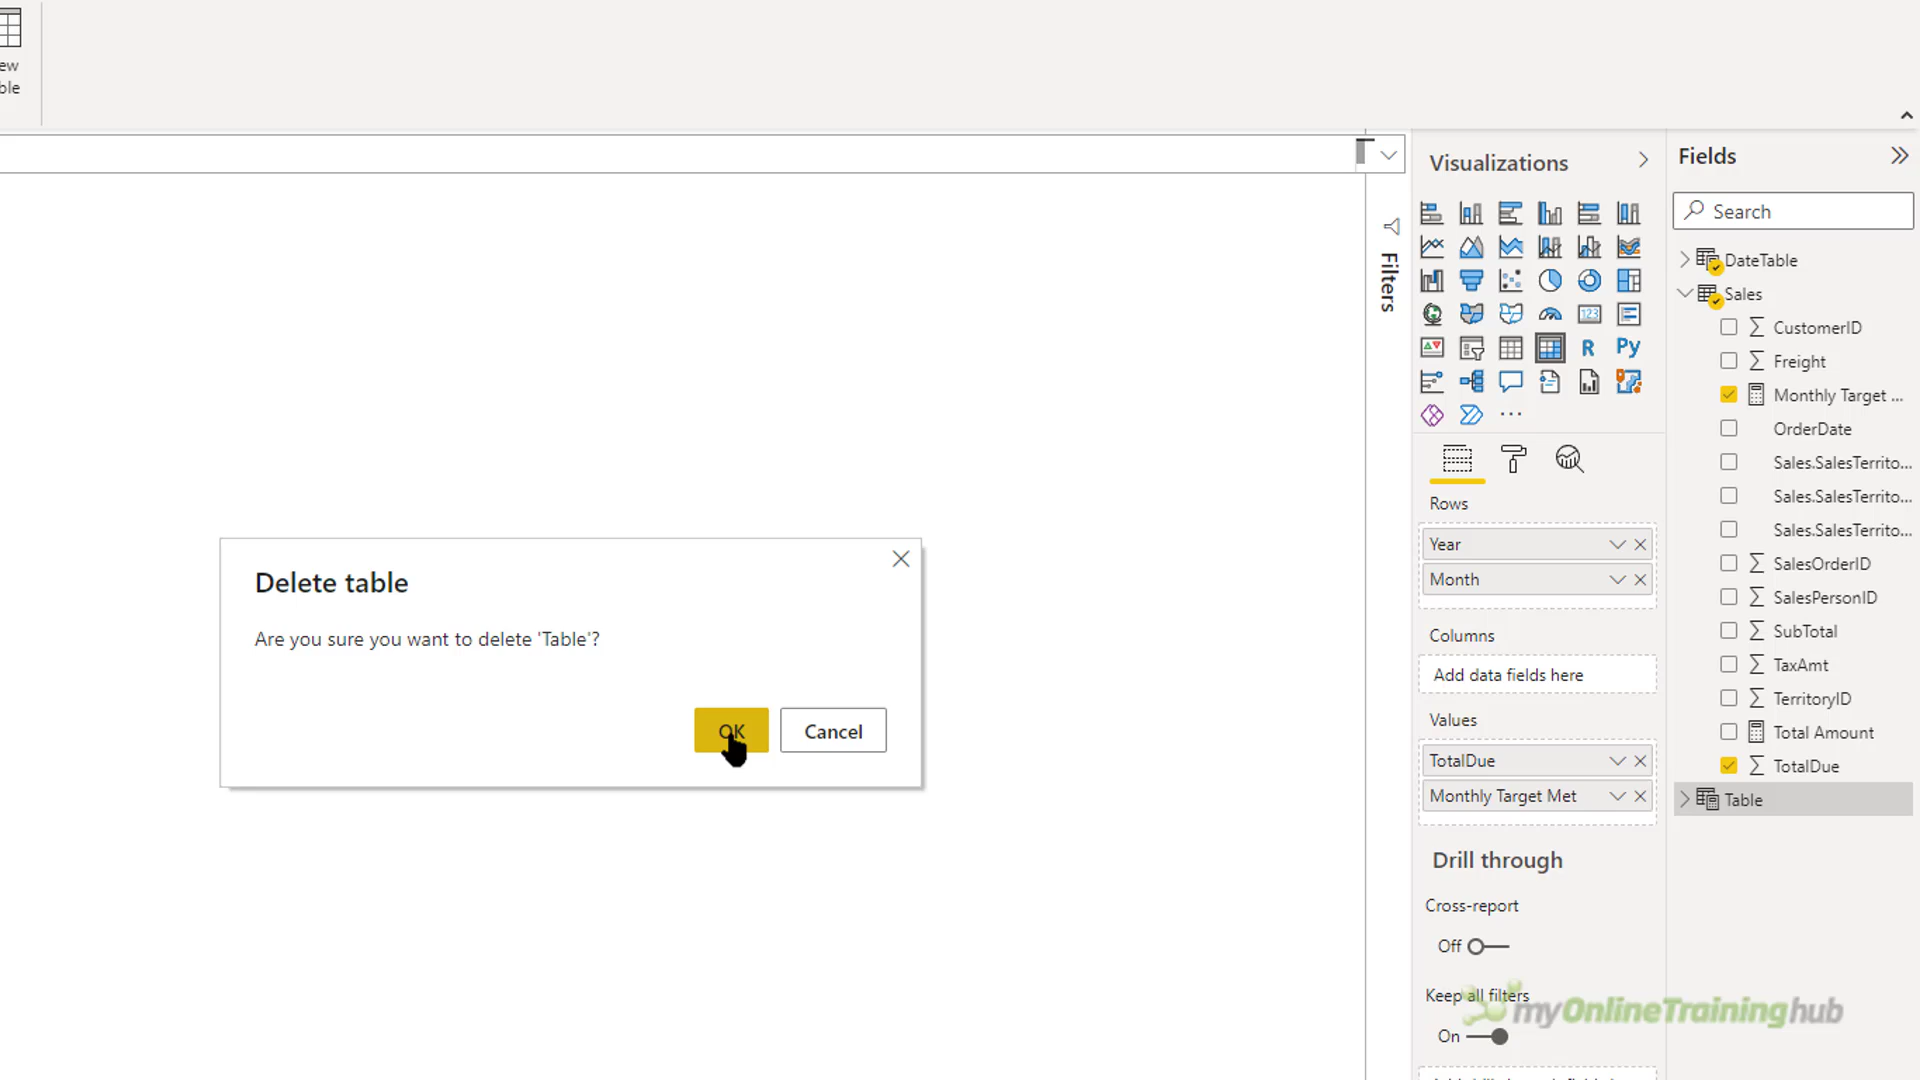 ew
ble
Filters
Visualizations
R
Py
123
Rows
Year
Month
Columns
Add data fields here
Values
TotalDue
Monthly Target Met
Drill through
Cross-report
Off
Keep all filters
On
Fields
Search
DateTable
Sales
CustomerID
Freight
Monthly Target ...
OrderDate
Sales.SalesTerrito...
Sales.SalesTerrito...
Sales.SalesTerrito...
SalesOrderID
SalesPersonID
SubTotal
TaxAmt
TerritoryID
Total Amount
TotalDue
Table
Delete table
Are you sure you want to delete 'Table'?
OK
Cancel
myOnlineTraininghub